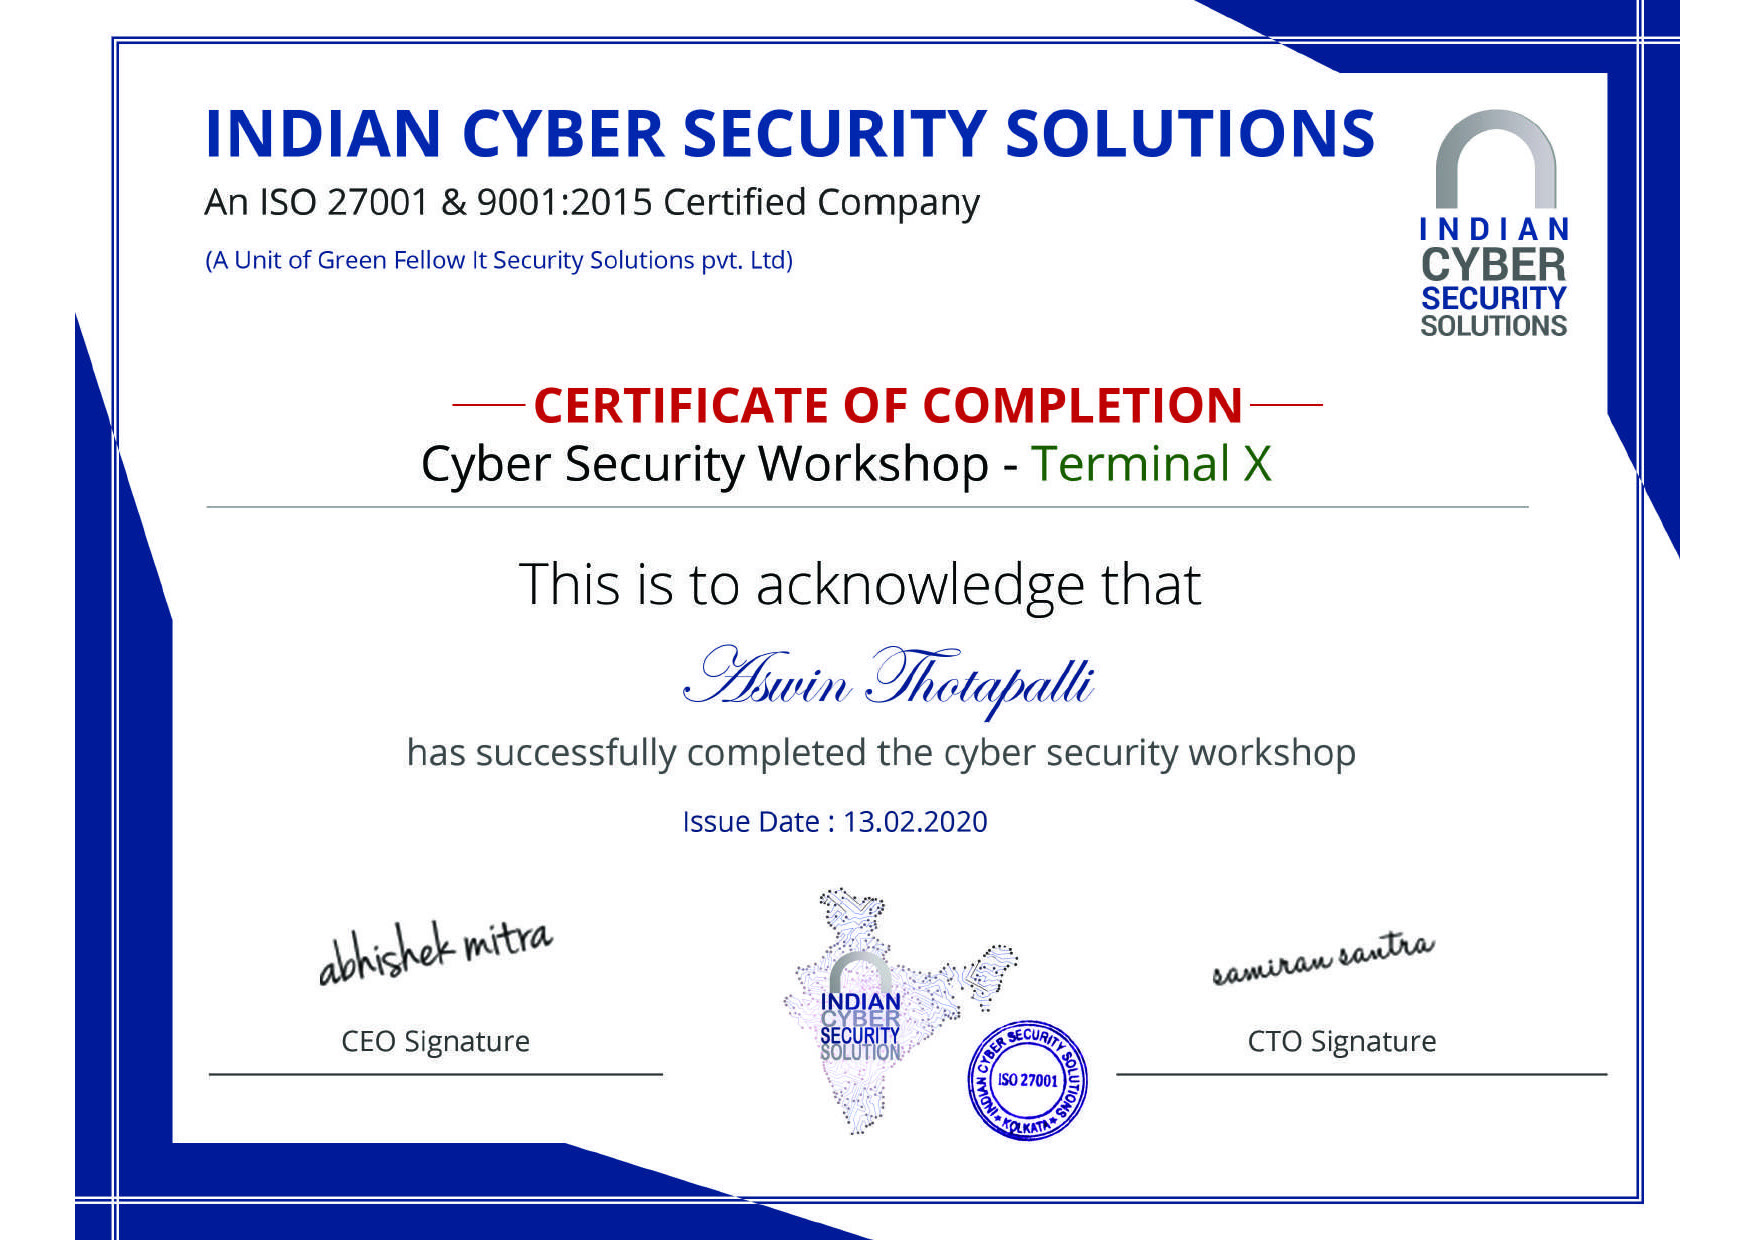 INDIAN CYBER SECURITY SOLUTIONS
An ISO 27001 & 9001:2015 Certified Company
(A Unit of Green Fellow It Security Solutions pvt. Ltd)
INDIAN
CYBER
SECURITY
SOLUTIONS
CERTIFICATE OF COMPLETION
Cyber Security Workshop - Terminal X
This is to acknowledge that
Aswin Thotapalli
has successfully completed the cyber security workshop
Issue Date : 13.02.2020
abhishek mitra
CEO Signature
INDIAN
CYBER
SECURITY
SOLUTION
INDIAN CYBER SECURITY SOLUTIONS
ISO 27001
* KOLKATA *
samiran santra
CTO Signature